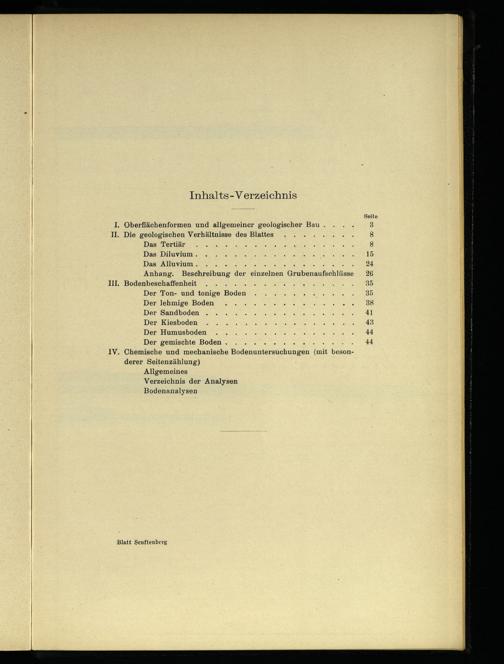 Inhalts-Verzeichnis
Seite
I. Oberflächenformen und allgemeiner geologischer Bau . . . . 3
II. Die geologischen Verhältnisse des Blattes . . . . . . . . 8
Das Tertiär . . . . . . . . . . . . . . . . . 8
Das Diluvium . . . . . . . . . . . . . . . . . 15
Das Alluvium . . . . . . . . . . . . . . . . . 24
Anhang. Beschreibung der einzelnen Grubenaufschlüsse 26
III. Bodenbeschaffenheit . . . . . . . . . . . . . . . . 35
Der Ton- und tonige Boden . . . . . . . . . . . 35
Der lehmige Boden . . . . . . . . . . . . . . 38
Der Sandboden . . . . . . . . . . . . . . . . 41
Der Kiesboden . . . . . . . . . . . . . . . . 43
Der Humusboden . . . . . . . . . . . . . . . 44
Der gemischte Boden . . . . . . . . . . . . . . 44
IV. Chemische und mechanische Bodenuntersuchungen (mit beson-
derer Seitenzählung)
Allgemeines
Verzeichnis der Analysen
Bodenanalysen
Blatt Senftenberg